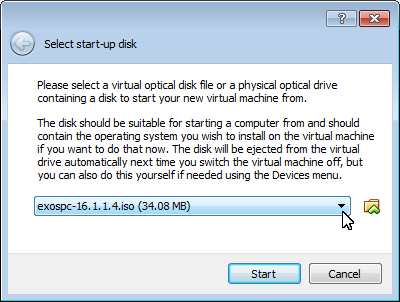 Select start-up disk
Please select a virtual optical disk file or a physical optical drive
containing a disk to start your new virtual machine from.
The disk should be suitable for starting a computer from and should
contain the operating system you wish to install on the virtual machine
if you want to do that now. The disk will be ejected from the virtual
drive automatically next time you switch the virtual machine off, but
you can also do this yourself if needed using the Devices menu.
exospc-16.1.1.4.iso (34.08 MB)
Start
Cancel